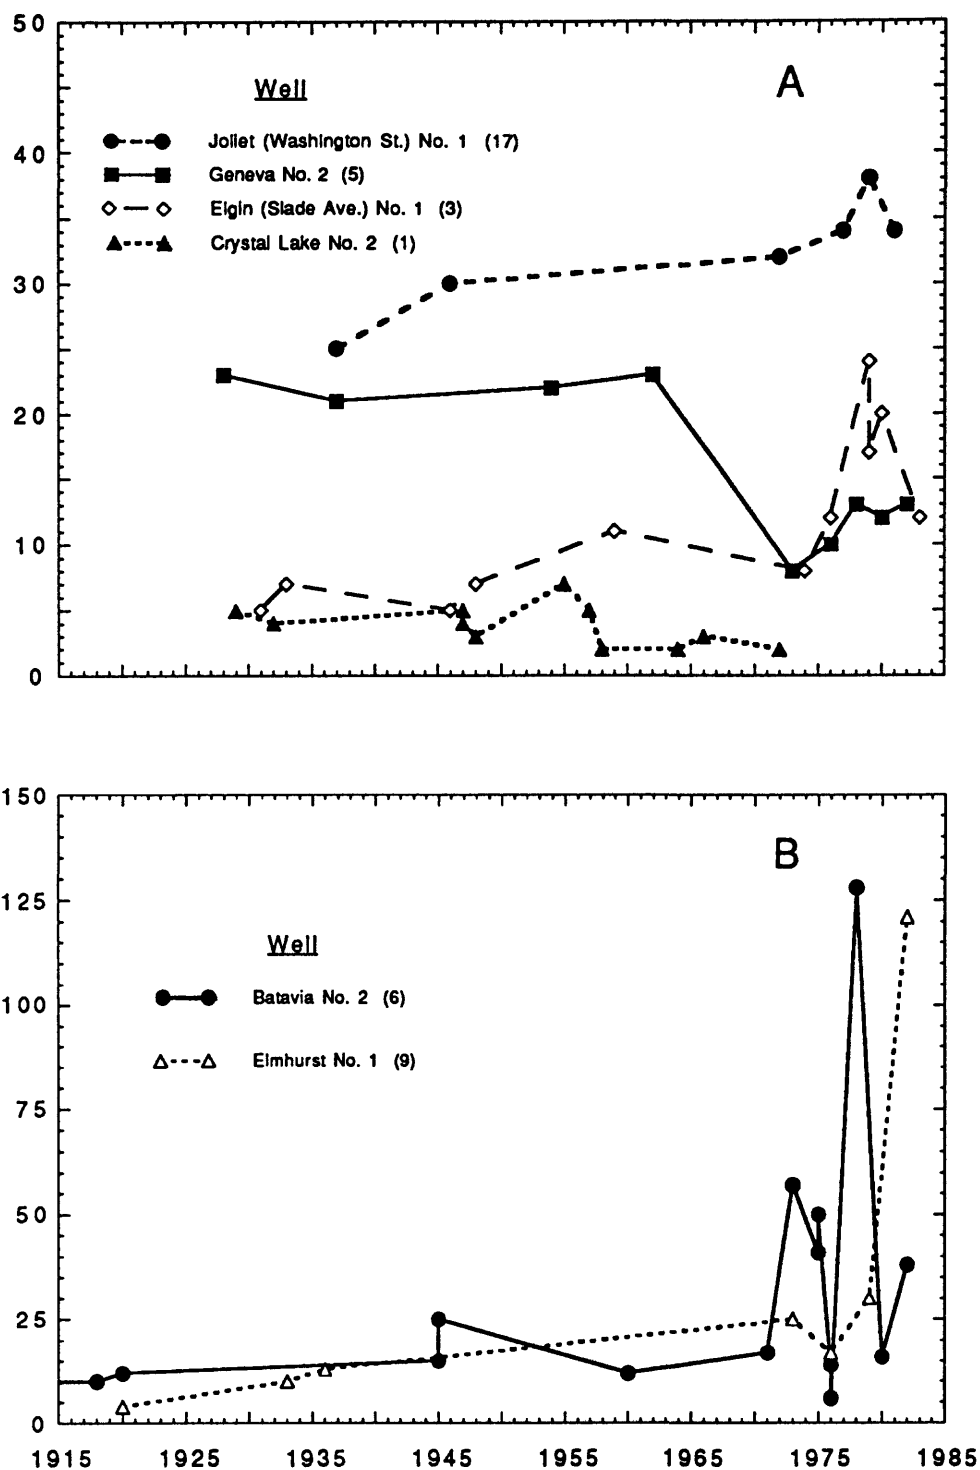 50
A
Well
Joliet (Washington St.) No. 1 (17)
40
Geneva No. 2 (5)
Elgin (Slade Ave.) No. 1 (3)
Crystal Lake No. 2 (1)
30
20
10
0
150
B
125
Well
Batavia No. 2 (6)
100
Elmhurst No. 1 (9)
75
50
25
0
1915 1925 1935 1945 1955 1965 1975 1985